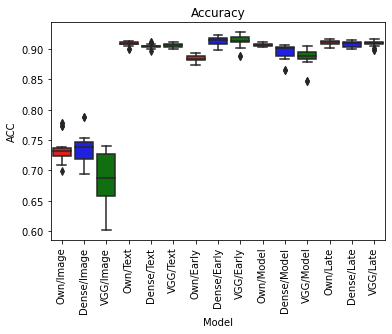 Accuracy
ACC
0.90
0.85
0.80
0.75
0.70
0.65
0.60
Own/Image
Dense/Image
VGG/Image
Own/Text
Dense/Text
VGG/Text
Own/Early
Dense/Early
VGG/Early
Own/Model
Dense/Model
VGG/Model
Own/Late
Dense/Late
VGG/Late
Model